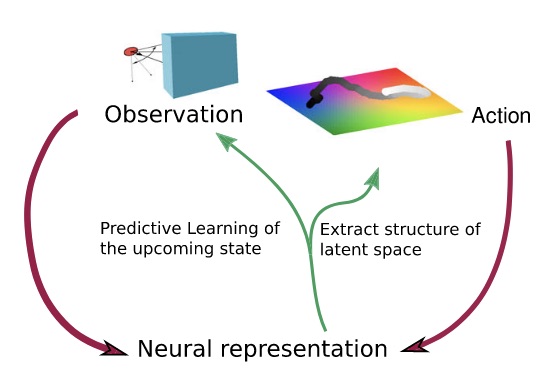 Observation
Action
Predictive Learning of
the upcoming state
Extract structure of
latent space
Neural representation